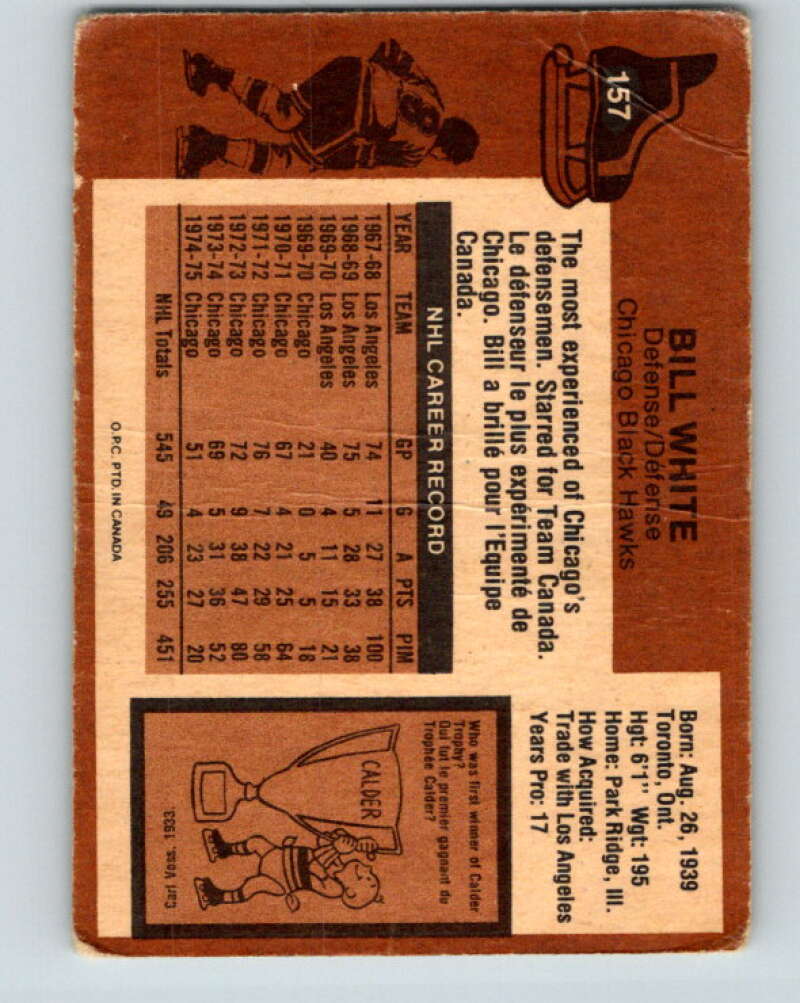 157
BILL WHITE
Defense/Défense
Chicago Black Hawks
Born: Aug. 26, 1939
Toronto, Ont.
Hgt: 6'1" Wgt: 195
Home: Park Ridge, Ill.
How Acquired:
Trade with Los Angeles
Years Pro: 17
The most experienced of Chicago's
defensemen. Starred for Team Canada.
Le défenseur le plus expérimenté de
Chicago. Bill a brillé pour l'Equipe
Canada.
NHL CAREER RECORD
YEAR TEAM GP G A PTS PIM
1967-68 Los Angeles 74 11 27 38 100
1968-69 Los Angeles 75 5 28 33 38
1969-70 Los Angeles 40 4 11 15 21
1969-70 Chicago 21 0 5 5 18
1970-71 Chicago 67 4 21 25 64
1971-72 Chicago 76 7 22 29 58
1972-73 Chicago 72 9 38 47 80
1973-74 Chicago 69 5 31 36 52
1974-75 Chicago 51 4 23 27 20
NHL Totals 545 49 206 255 451
Who was first winner of Calder
Trophy?
Qui fut le premier gagnant du
Trophée Calder?
CALDER
Carl Voss, 1933.
O.P.C. PTD. IN CANADA